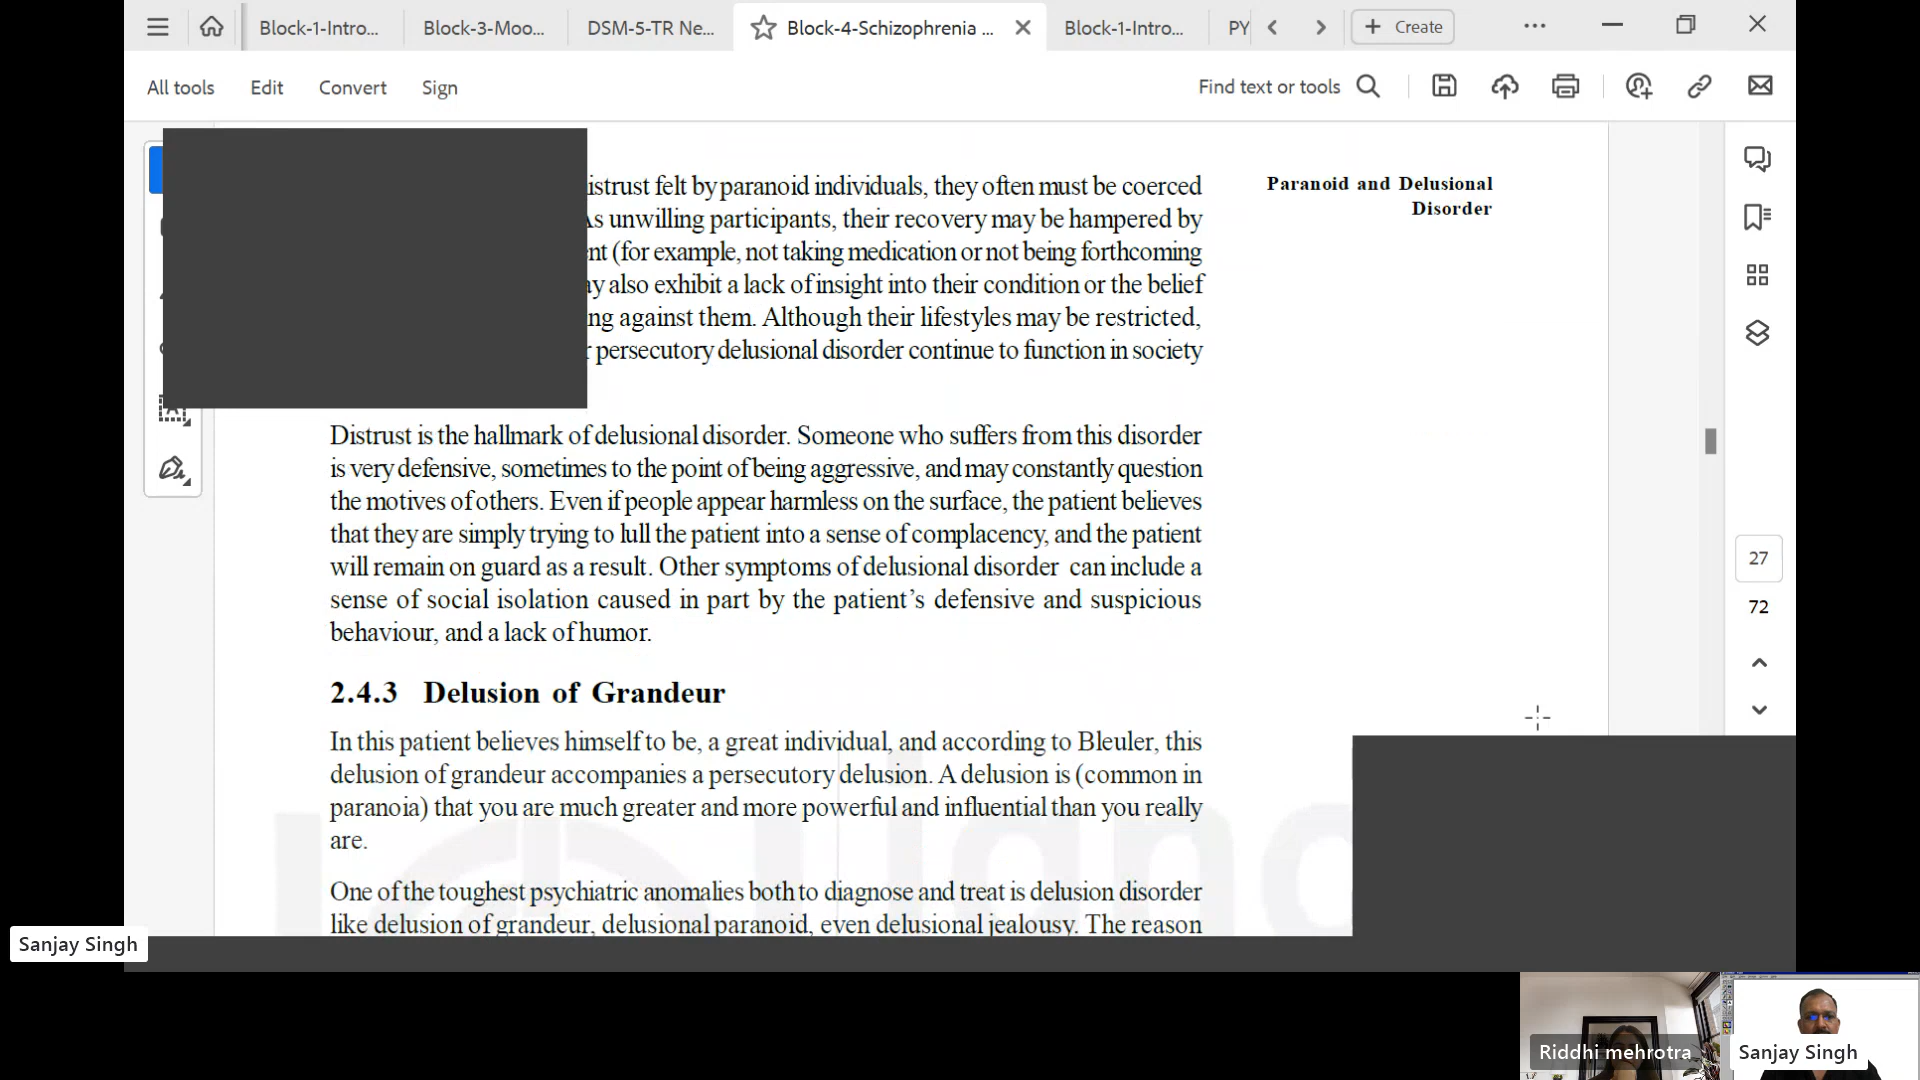 Block-1-Intro...
Block-3-Moo...
DSM-5-TR Ne...
Block-4-Schizophrenia ...
Block-1-Intro...
PY
Create
All tools
Edit
Convert
Sign
Find text or tools
Paranoid and Delusional
Disorder
istrust felt by paranoid individuals, they often must be coerced
As unwilling participants, their recovery may be hampered by
nt (for example, not taking medication or not being forthcoming
ay also exhibit a lack of insight into their condition or the belief
ng against them. Although their lifestyles may be restricted,
r persecutory delusional disorder continue to function in society
Distrust is the hallmark of delusional disorder. Someone who suffers from this disorder
is very defensive, sometimes to the point of being aggressive, and may constantly question
the motives of others. Even if people appear harmless on the surface, the patient believes
that they are simply trying to lull the patient into a sense of complacency, and the patient
will remain on guard as a result. Other symptoms of delusional disorder can include a
sense of social isolation caused in part by the patient's defensive and suspicious
behaviour, and a lack of humor.
2.4.3 Delusion of Grandeur
In this patient believes himself to be, a great individual, and according to Bleuler, this
delusion of grandeur accompanies a persecutory delusion. A delusion is (common in
paranoia) that you are much greater and more powerful and influential than you really
are.
One of the toughest psychiatric anomalies both to diagnose and treat is delusion disorder
like delusion of grandeur, delusional paranoid, even delusional jealousy. The reason
27
72
Sanjay Singh
Riddhi mehrotra
Sanjay Singh